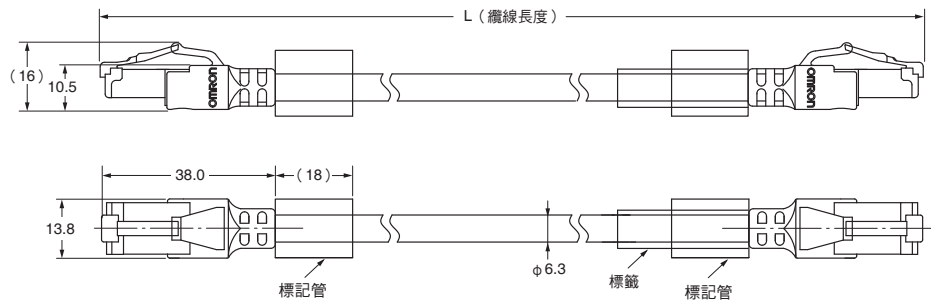 L（纜線長度）
（16）
10.5
OMRON
OMRON
38.0
（18）
13.8
φ6.3
標記管
標籤
標記管